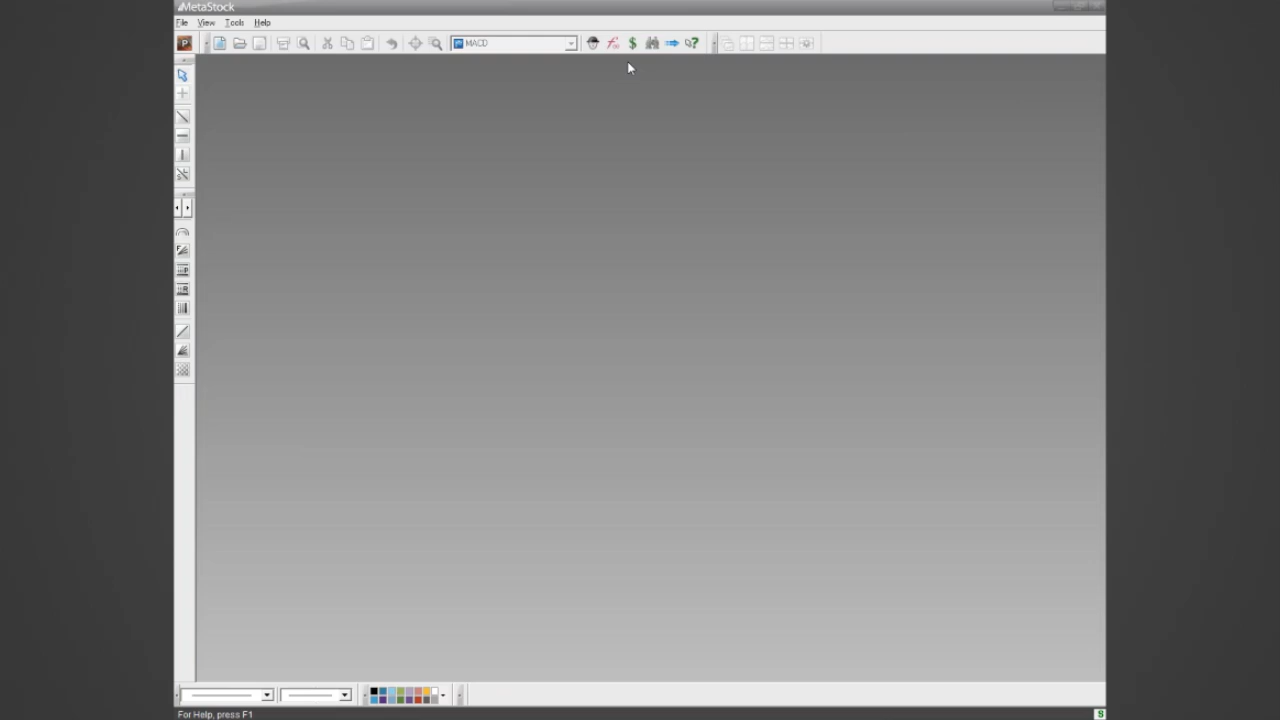 MetaStock
File View Tools Help
P MACD $ ?
For Help, press F1
S